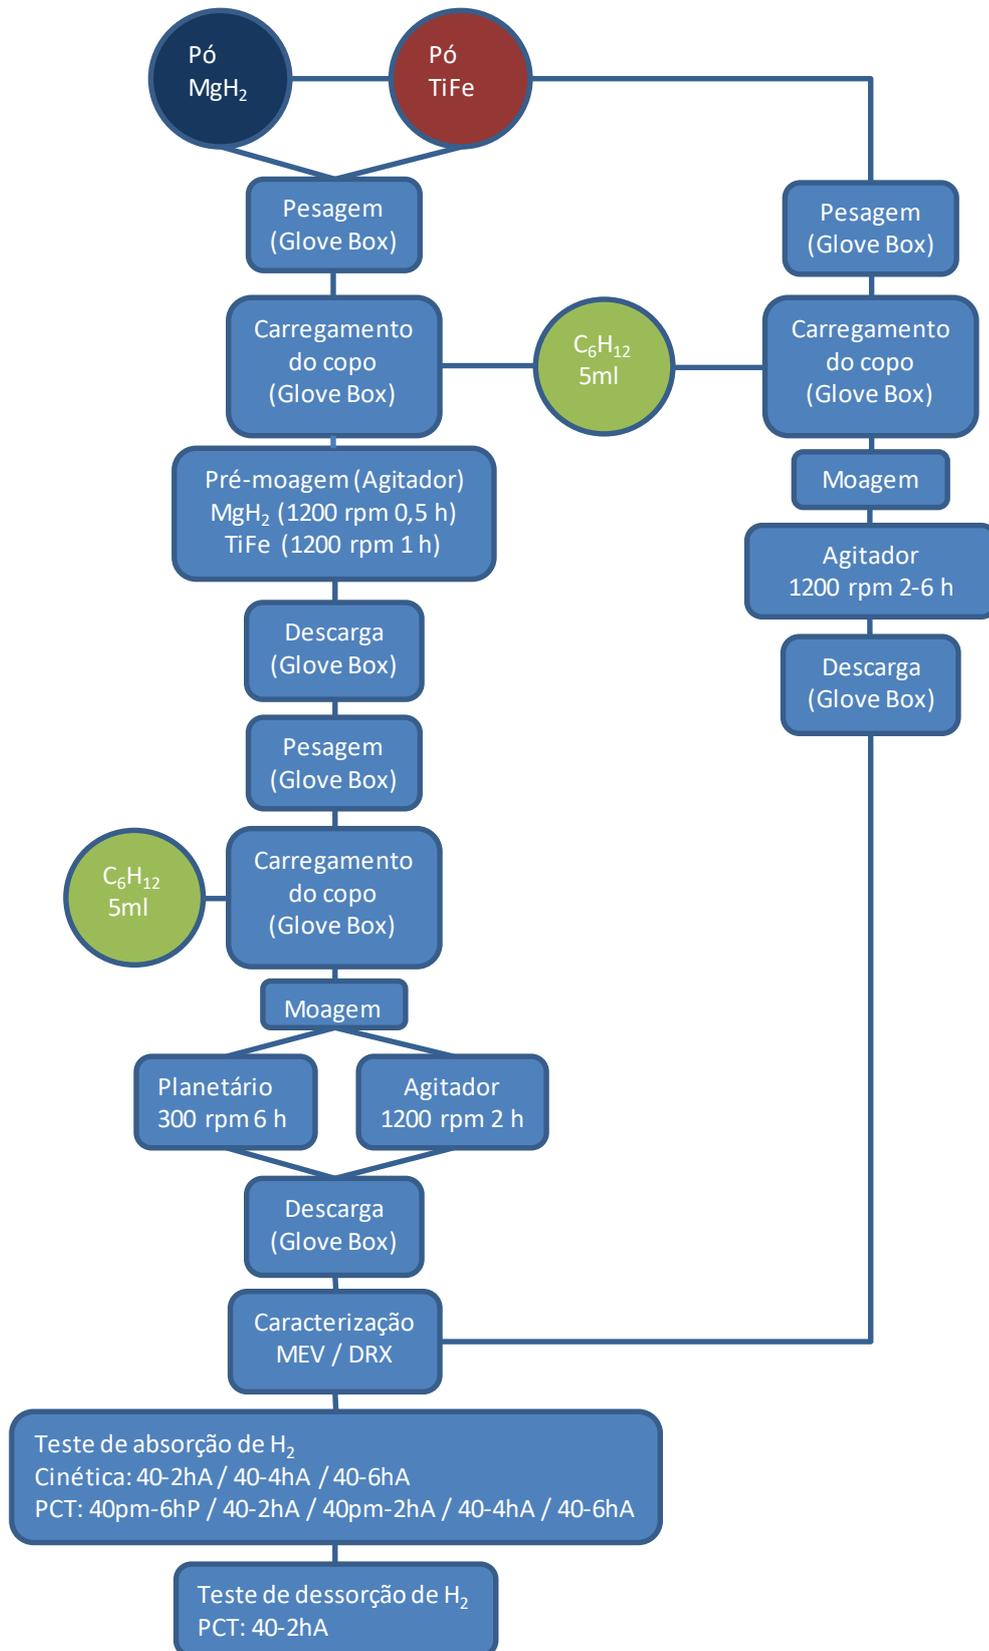 Pó
MgH₂
Pó
TiFe
Pesagem
(Glove Box)
Carregamento
do copo
(Glove Box)
C₆H₁₂
5ml
Pré-moagem (Agitador)
MgH₂ (1200 rpm 0,5 h)
TiFe (1200 rpm 1 h)
Descarga
(Glove Box)
Pesagem
(Glove Box)
Carregamento
do copo
(Glove Box)
C₆H₁₂
5ml
Moagem
Planetário
300 rpm 6 h
Agitador
1200 rpm 2 h
Descarga
(Glove Box)
Pesagem
(Glove Box)
Carregamento
do copo
(Glove Box)
Moagem
Agitador
1200 rpm 2-6 h
Descarga
(Glove Box)
Caracterização
MEV / DRX
Teste de absorção de H₂
Cinética: 40-2hA / 40-4hA / 40-6hA
PCT: 40pm-6hP / 40-2hA / 40pm-2hA / 40-4hA / 40-6hA
Teste de dessorção de H₂
PCT: 40-2hA